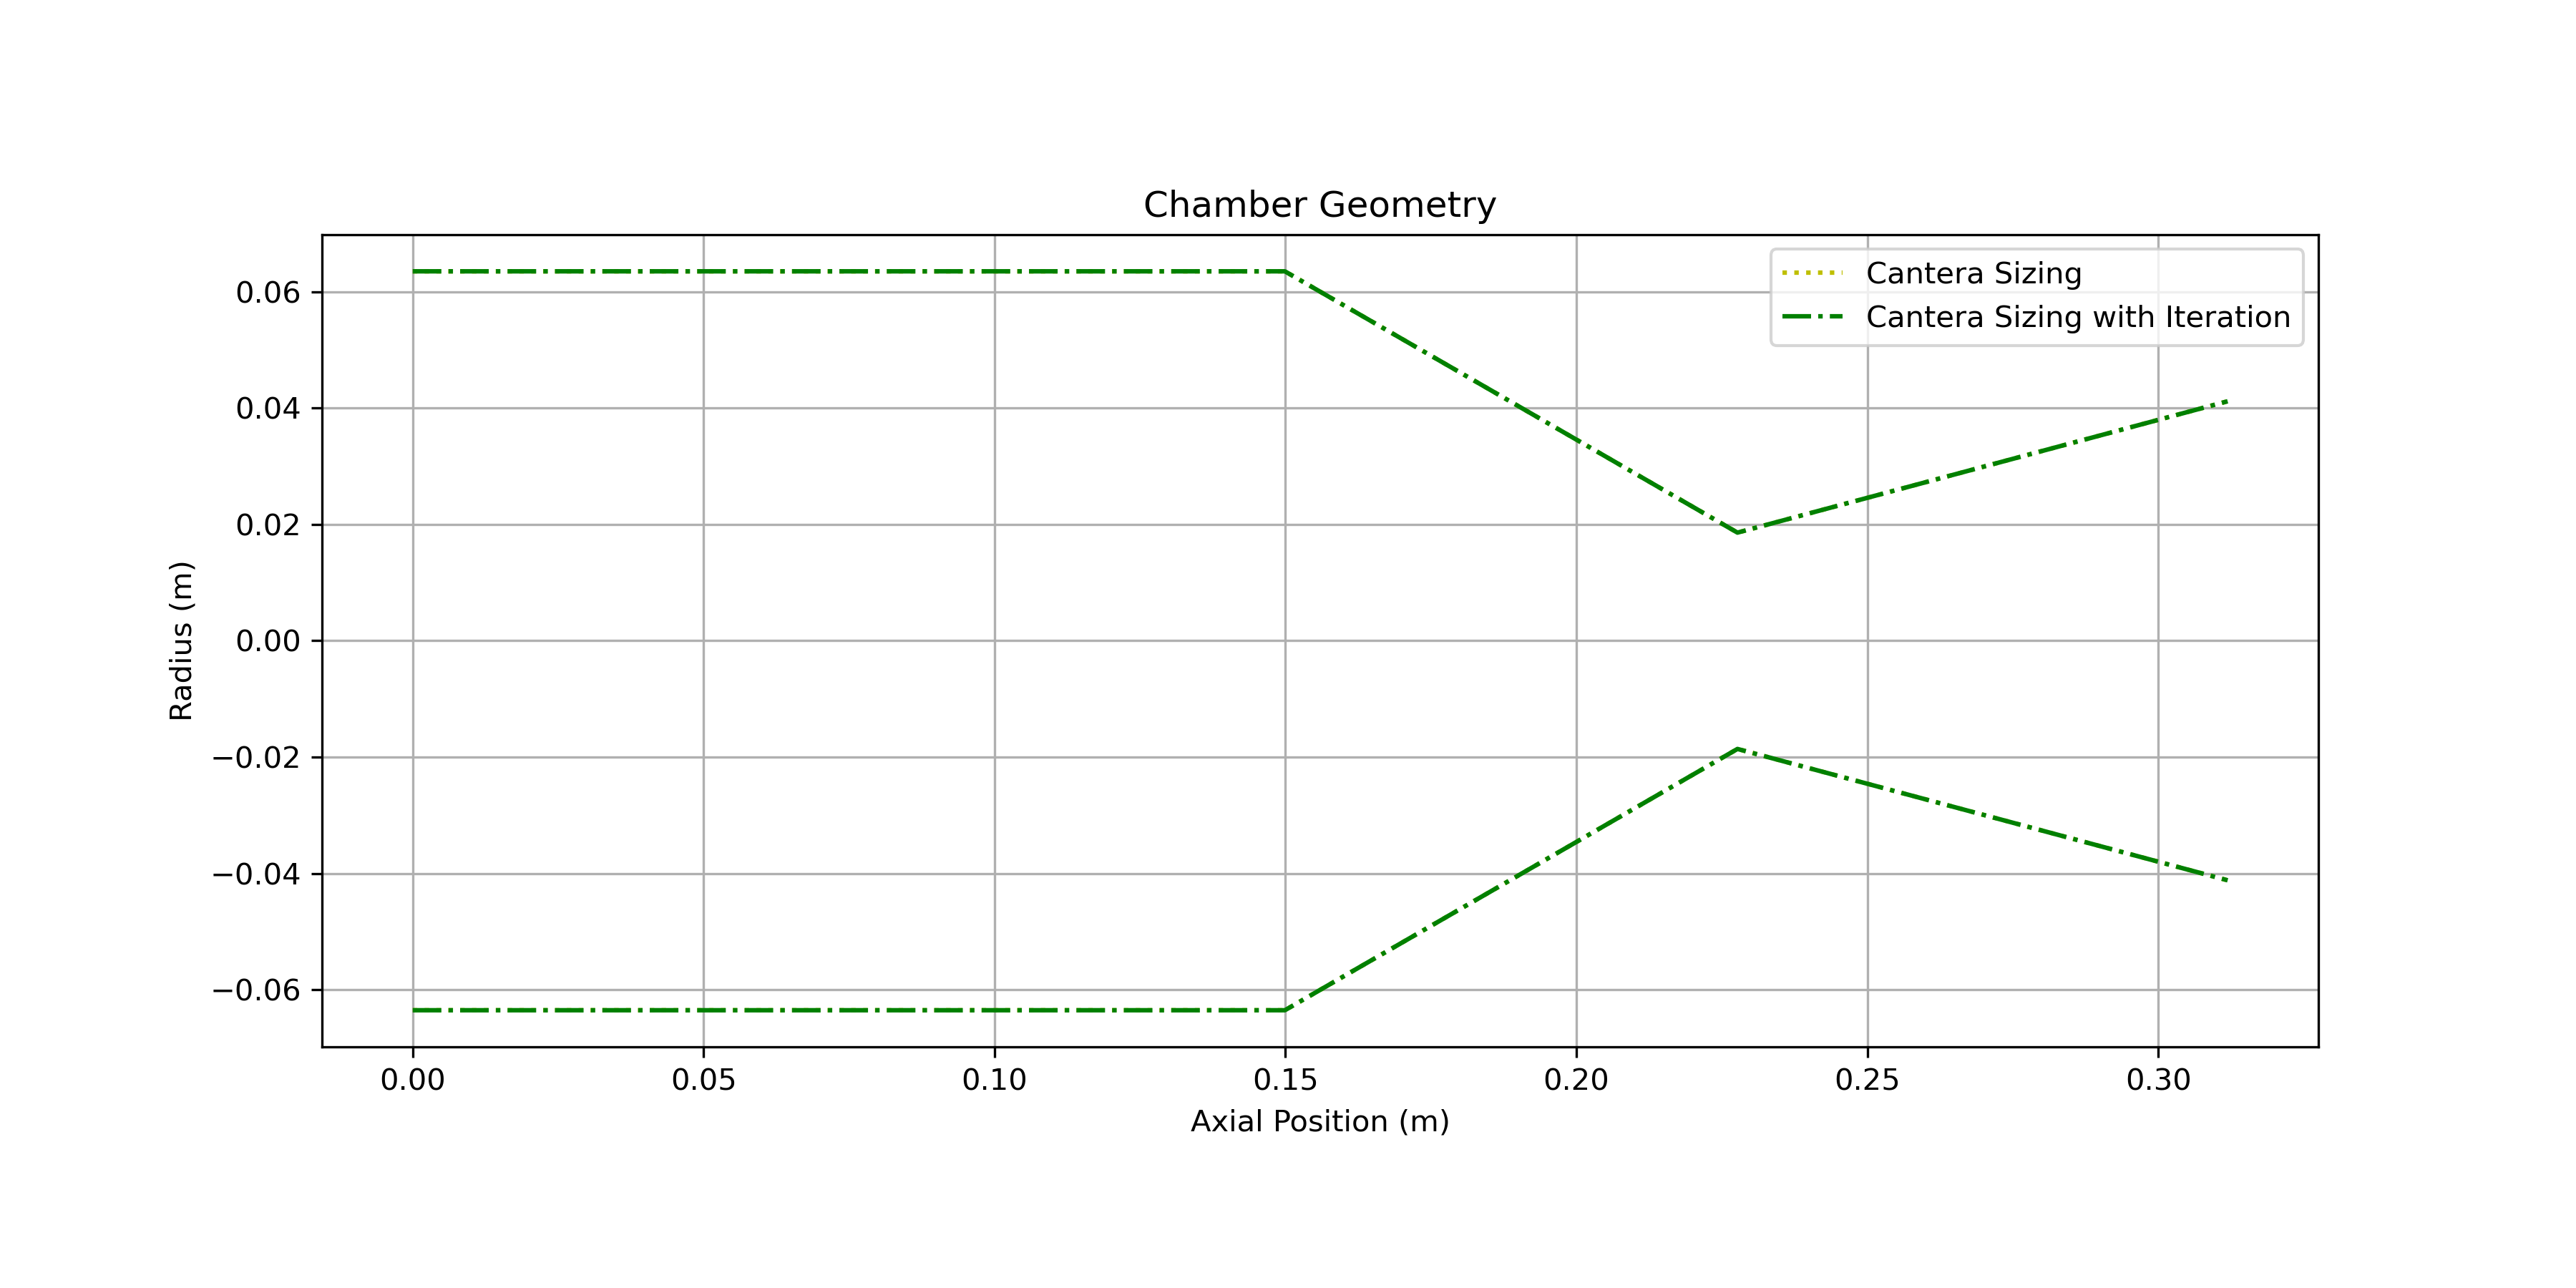 Chamber Geometry
Cantera Sizing
Cantera Sizing with Iteration
0.06
0.04
0.02
0.00
−0.02
−0.04
−0.06
Radius (m)
0.00 0.05 0.10 0.15 0.20 0.25 0.30
Axial Position (m)